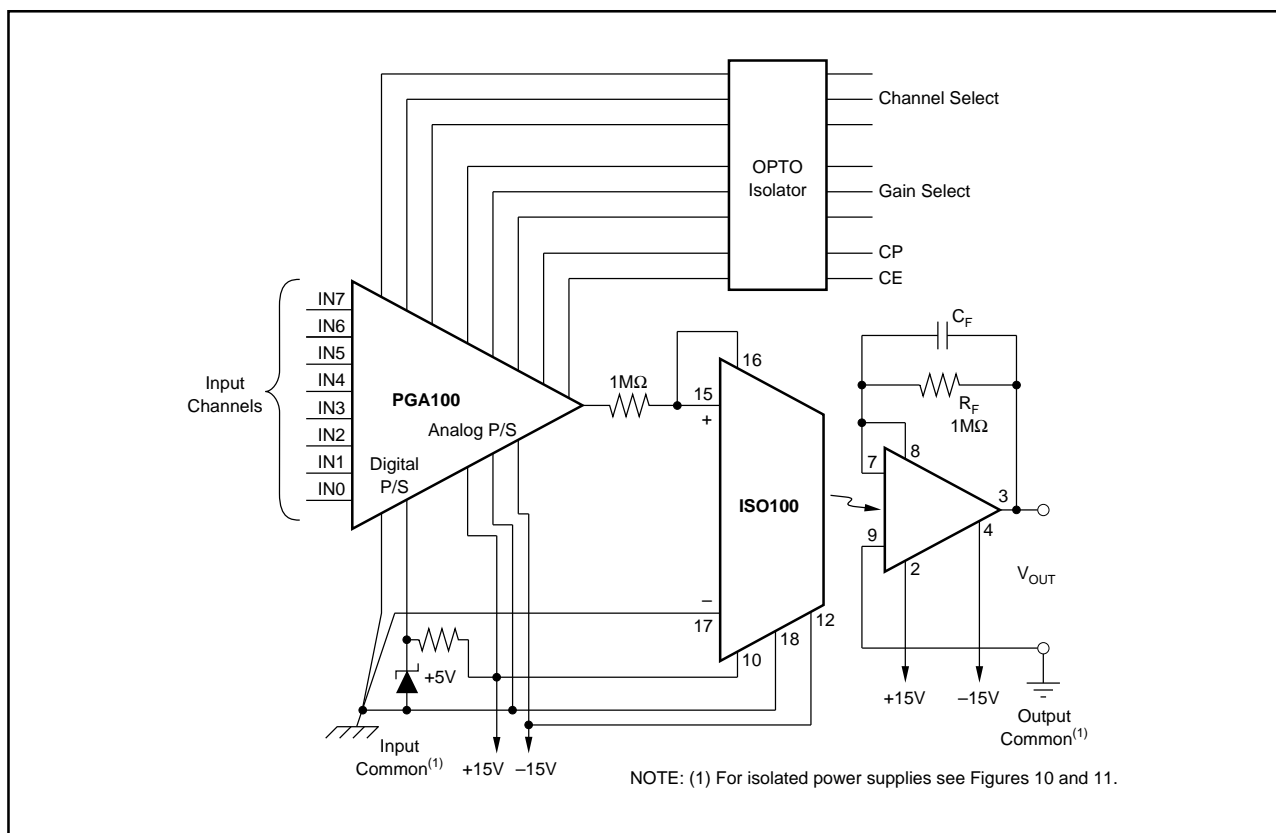 OPTO
Isolator
Channel Select
Gain Select
CP
CE
Input
Channels
IN7
IN6
IN5
IN4
IN3
IN2
IN1
IN0
PGA100
Analog P/S
Digital
P/S
1MΩ
15
+
16
ISO100
–
17
18
12
10
+5V
Input
Common(1)
+15V
–15V
CF
RF
1MΩ
7
8
9
3
4
2
VOUT
+15V
–15V
Output
Common(1)
NOTE: (1) For isolated power supplies see Figures 10 and 11.